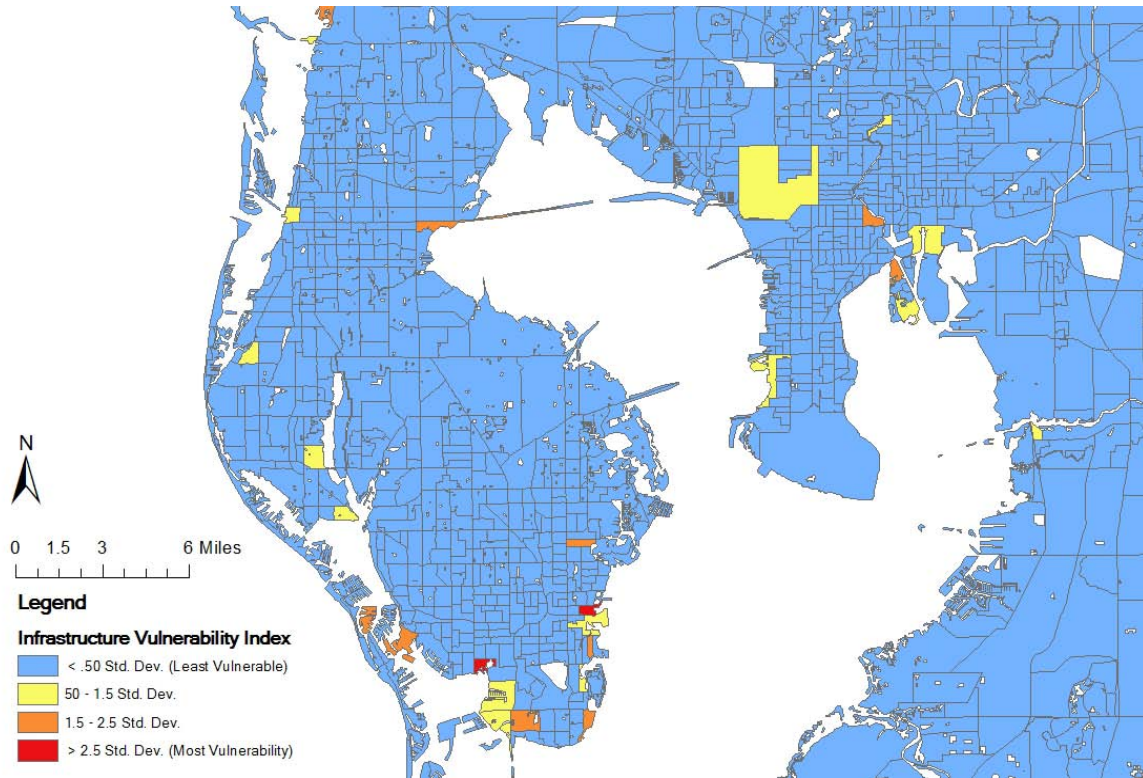 N
0 1.5 3 6 Miles
Legend
Infrastructure Vulnerability Index
< .50 Std. Dev. (Least Vulnerable)
50 - 1.5 Std. Dev.
1.5 - 2.5 Std. Dev.
> 2.5 Std. Dev. (Most Vulnerability)